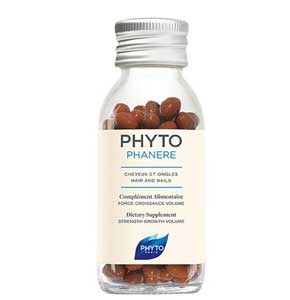 PHYTO
PHANERE
CHEVEUX ET ONGLES
HAIR AND NAILS
Complément Alimentaire
FORCE CROISSANCE VOLUME
Dietary Supplement
STRENGTH GROWTH VOLUME
PHYTO
PARIS